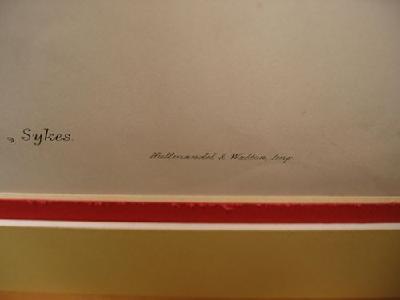 Sykes.
Hullmandel & Walton, Imp.